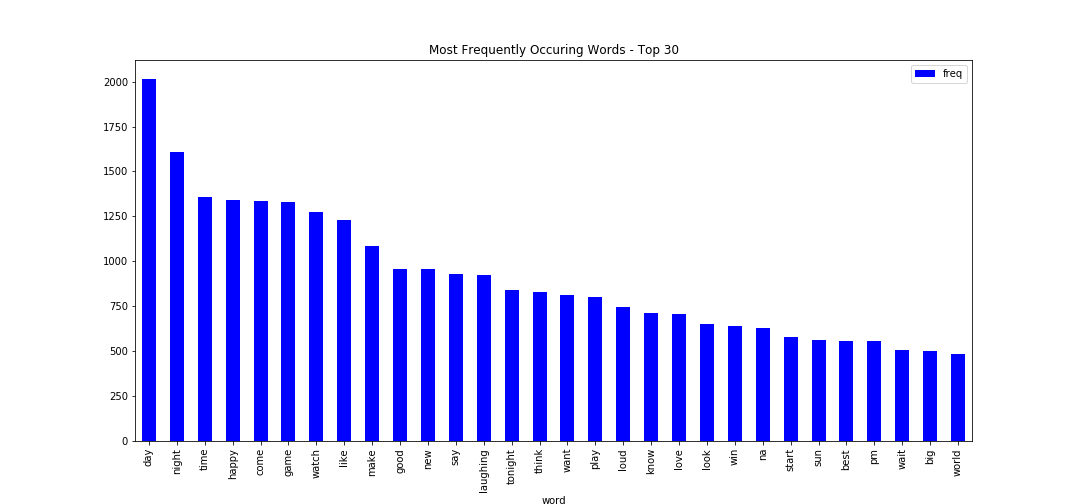 Most Frequently Occuring Words - Top 30
freq
2000
1750
1500
1250
1000
750
500
250
0
day
night
time
happy
come
game
watch
like
make
good
new
say
laughing
tonight
think
want
play
loud
know
love
look
win
na
start
sun
best
pm
wait
big
world
word